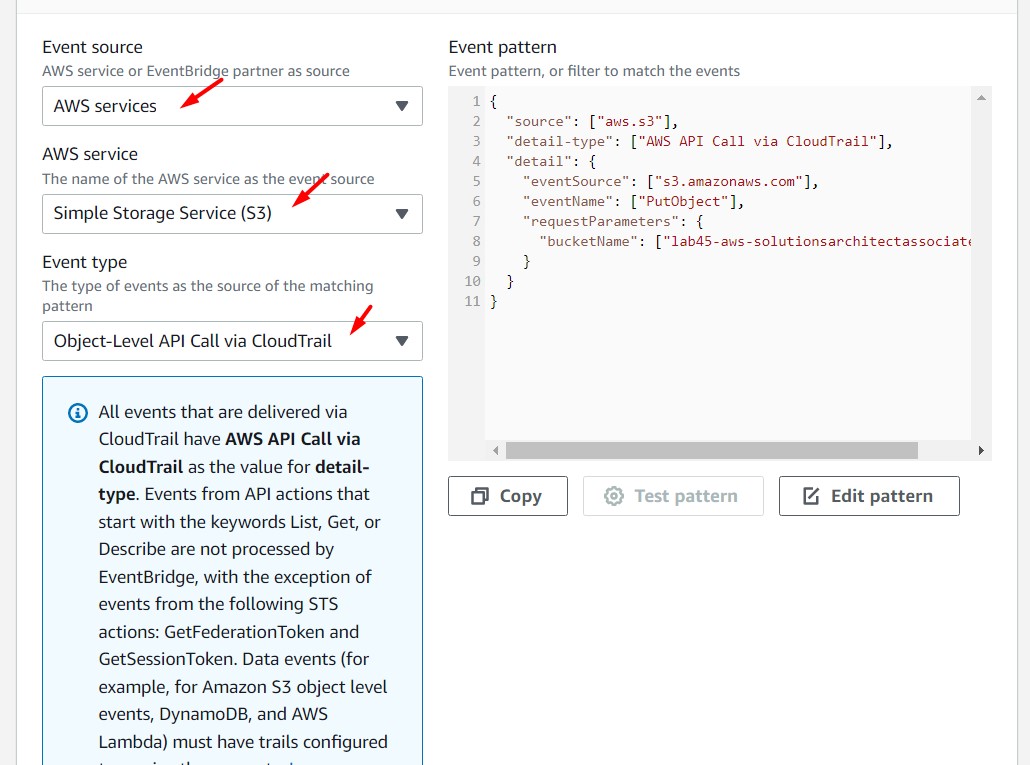 Event source
AWS service or EventBridge partner as source
AWS services
AWS service
The name of the AWS service as the event source
Simple Storage Service (S3)
Event type
The type of events as the source of the matching
pattern
Object-Level API Call via CloudTrail
All events that are delivered via
CloudTrail have AWS API Call via
CloudTrail as the value for detail-
type. Events from API actions that
start with the keywords List, Get, or
Describe are not processed by
EventBridge, with the exception of
events from the following STS
actions: GetFederationToken and
GetSessionToken. Data events (for
example, for Amazon S3 object level
events, DynamoDB, and AWS
Lambda) must have trails configured
Event pattern
Event pattern, or filter to match the events
1 {
2 "source": ["aws.s3"],
3 "detail-type": ["AWS API Call via CloudTrail"],
4 "detail": {
5 "eventSource": ["s3.amazonaws.com"],
6 "eventName": ["PutObject"],
7 "requestParameters": {
8 "bucketName": ["lab45-aws-solutionsarchitectassociate
9 }
10 }
11 }
Copy
Test pattern
Edit pattern